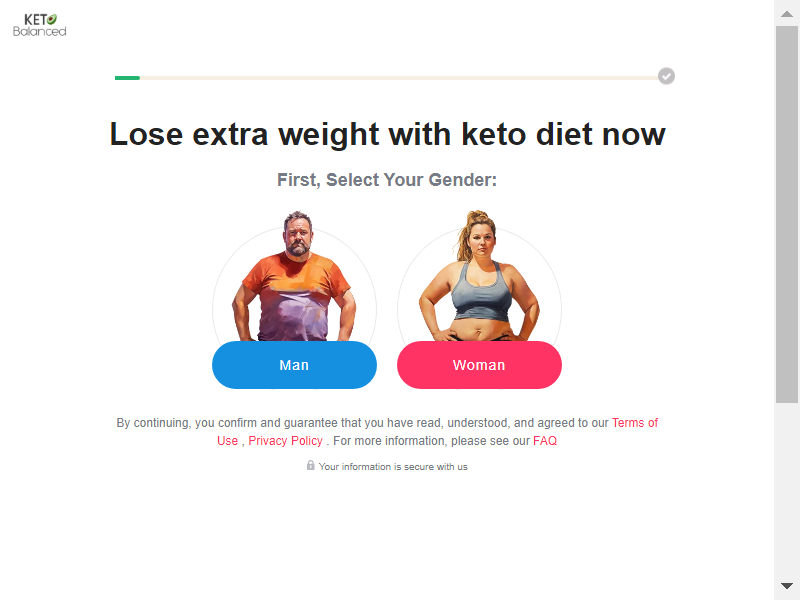 KETO
Balanced
Lose extra weight with keto diet now
First, Select Your Gender:
Man
Woman
By continuing, you confirm and guarantee that you have read, understood, and agreed to our Terms of
Use , Privacy Policy . For more information, please see our FAQ
Your information is secure with us